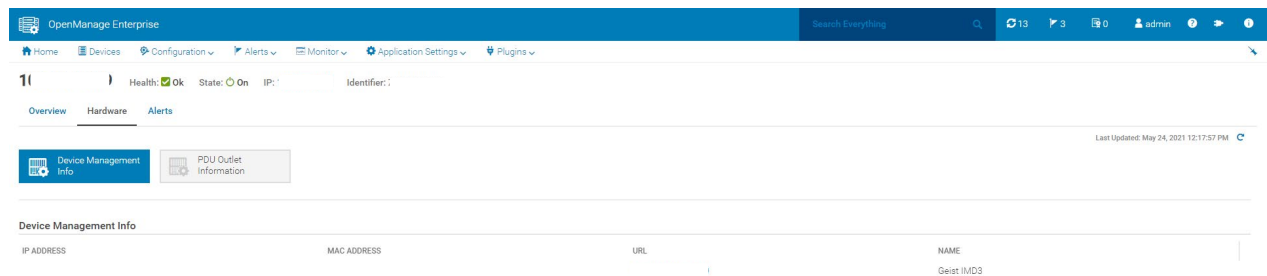 OpenManage Enterprise Search Everything 13 3 0 admin
Home Devices Configuration Alerts Monitor Application Settings Plugins
Health: Ok State: On IP: Identifier:
Overview Hardware Alerts
Last Updated: May 24, 2021 12:17:57 PM
Device Management PDU Outlet
Info Information
Device Management Info
IP ADDRESS MAC ADDRESS URL NAME
Geist IMD3